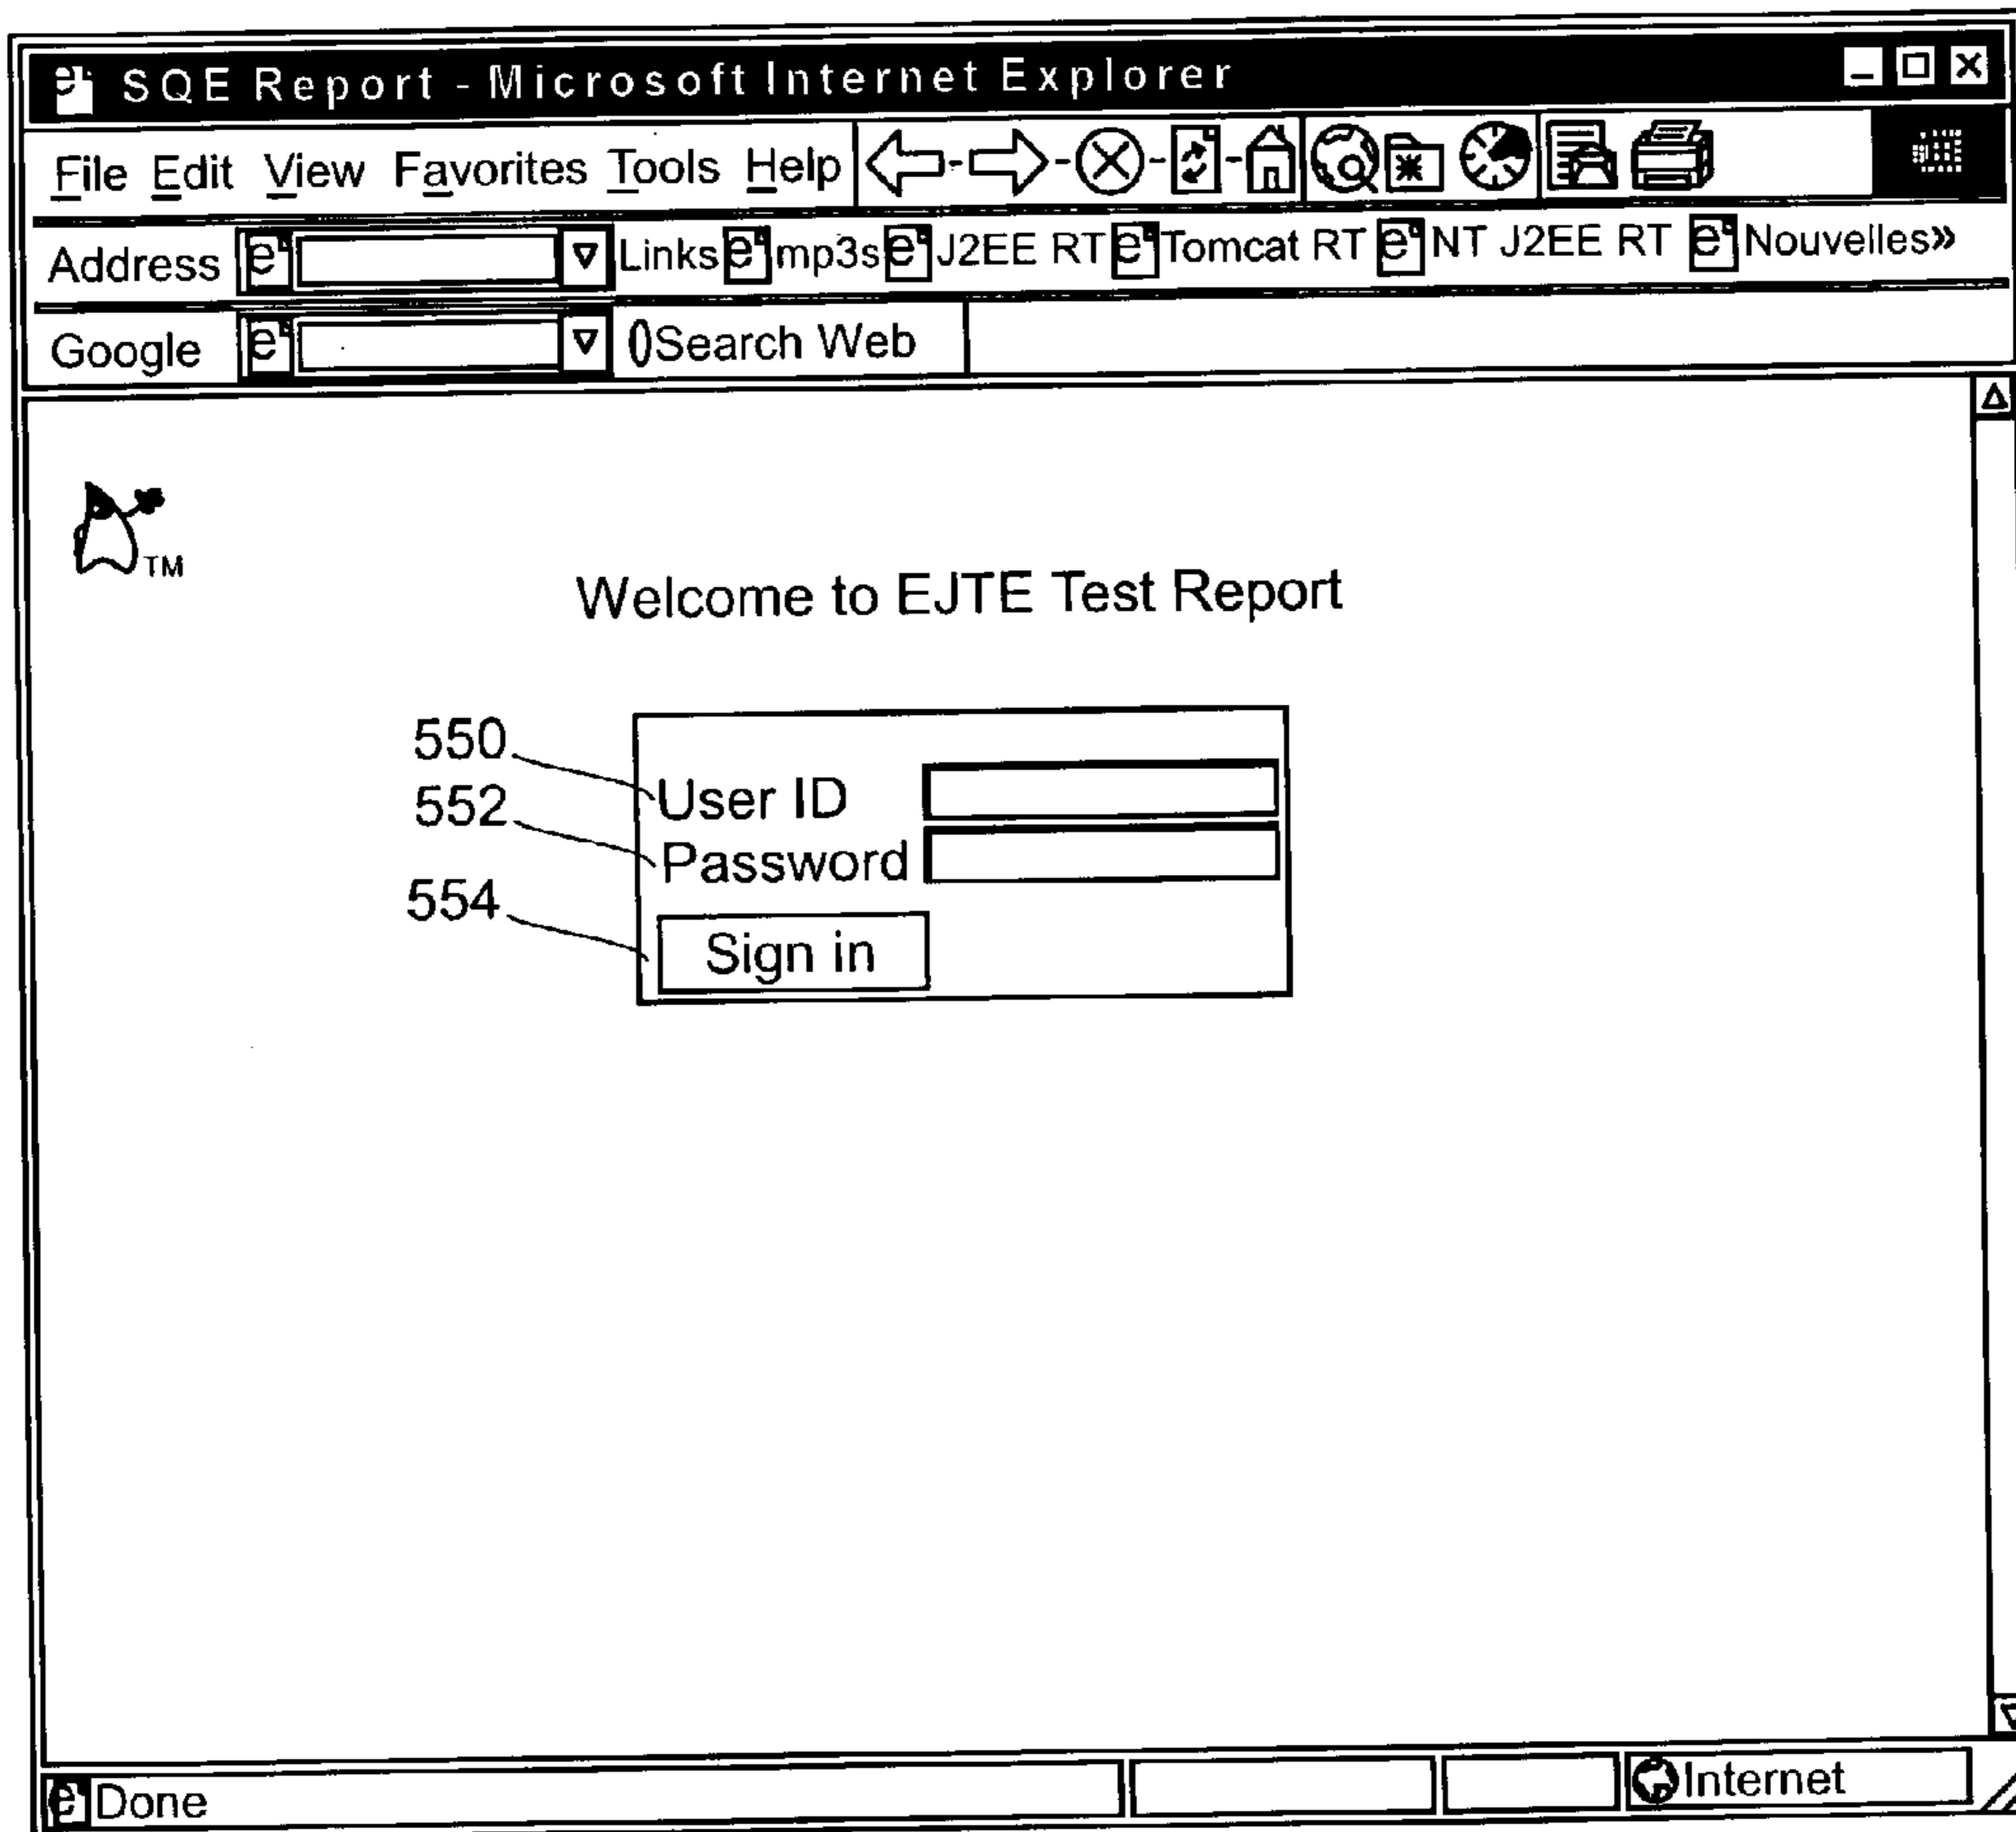 SQE Report - Microsoft Internet Explorer
File Edit View Favorites Tools Help
Address Links mp3s J2EE RT Tomcat RT NT J2EE RT Nouvelles»
Google Search Web
TM
Welcome to EJTE Test Report
550
User ID
552
Password
554
Sign in
Done
Internet